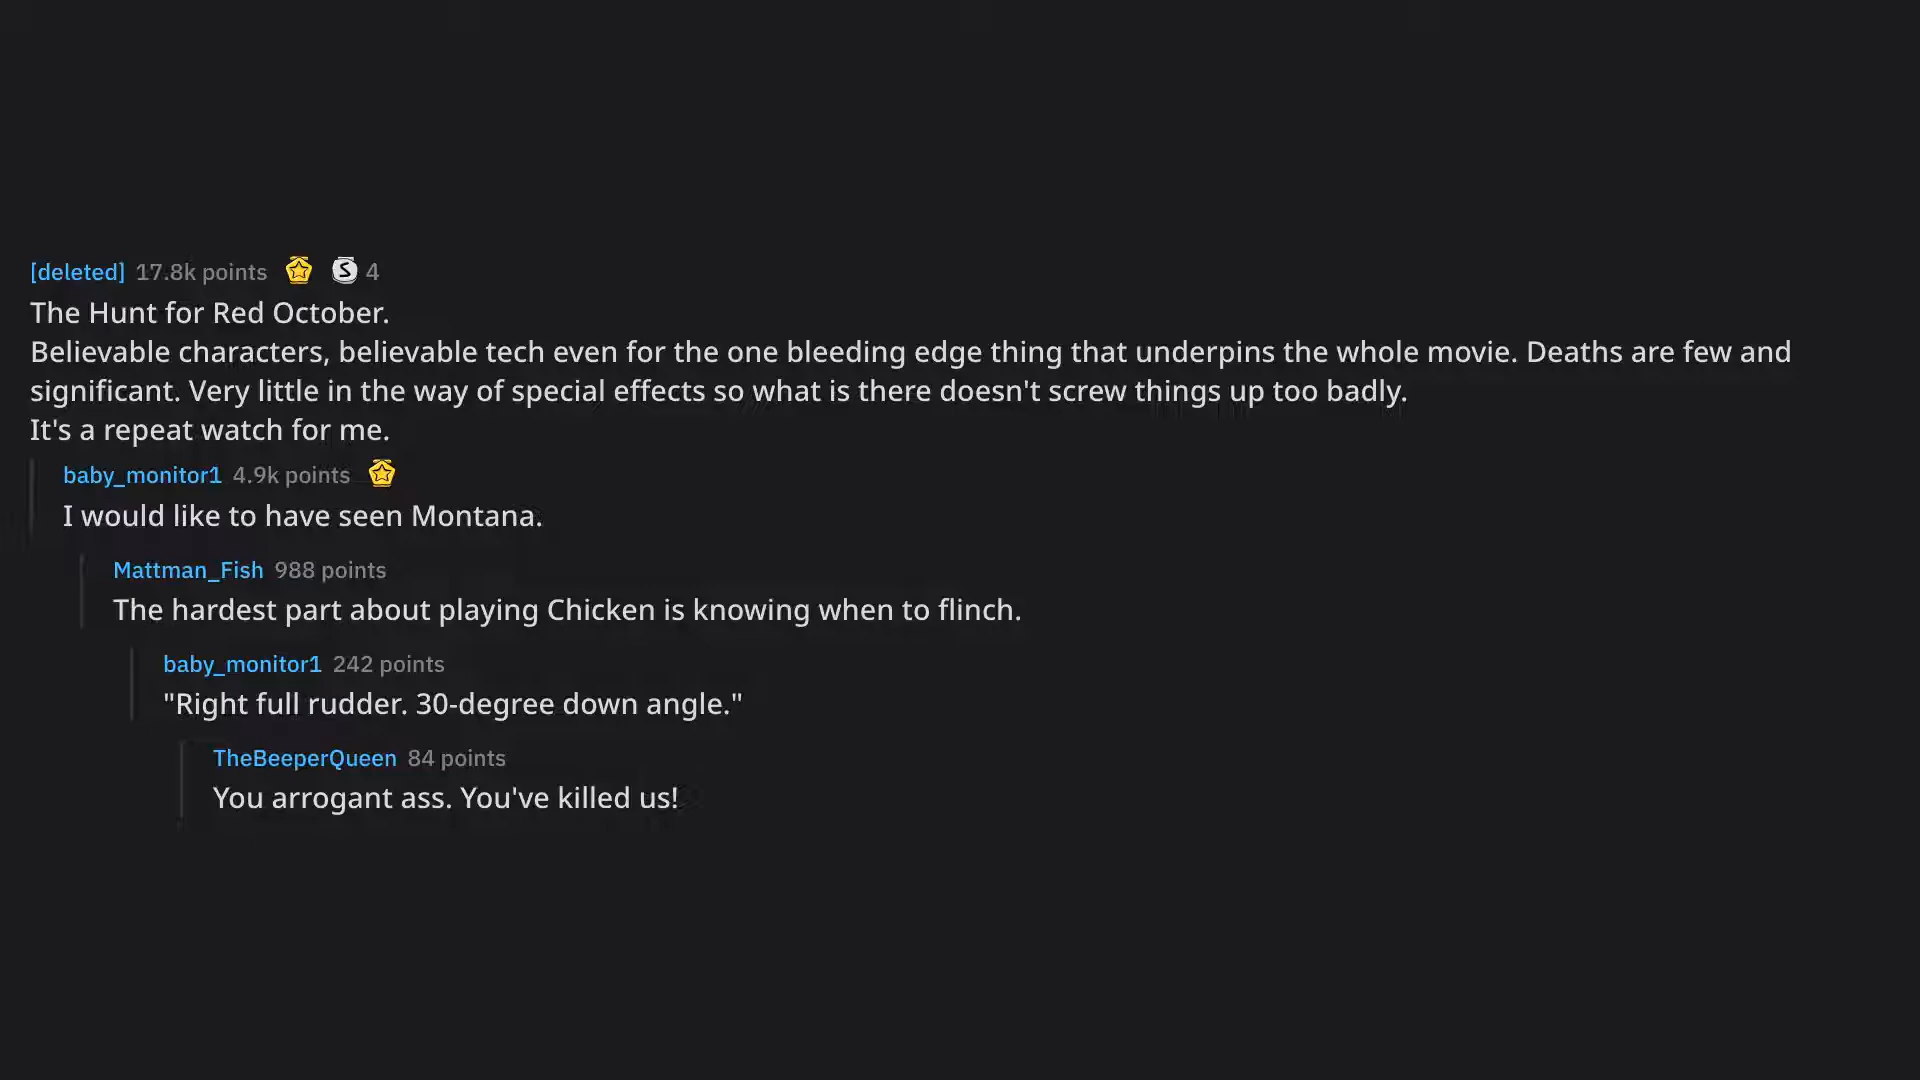 [deleted] 17.8k points 4
The Hunt for Red October.
Believable characters, believable tech even for the one bleeding edge thing that underpins the whole movie. Deaths are few and
significant. Very little in the way of special effects so what is there doesn't screw things up too badly.
It's a repeat watch for me.
baby_monitor1 4.9k points
I would like to have seen Montana.
Mattman_Fish 988 points
The hardest part about playing Chicken is knowing when to flinch.
baby_monitor1 242 points
"Right full rudder. 30-degree down angle."
TheBeeperQueen 84 points
You arrogant ass. You've killed us!